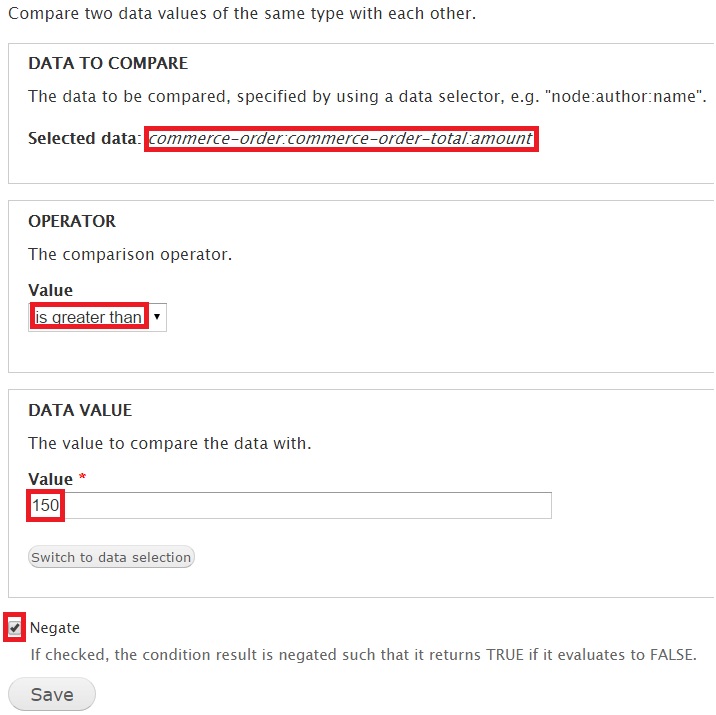 Compare two data values of the same type with each other.
DATA TO COMPARE
The data to be compared, specified by using a data selector, e.g. "node:author:name".
Selected data: commerce-order:commerce-order-total:amount
OPERATOR
The comparison operator.
Value
is greater than
DATA VALUE
The value to compare the data with.
Value *
150
Switch to data selection
Negate
If checked, the condition result is negated such that it returns TRUE if it evaluates to FALSE.
Save